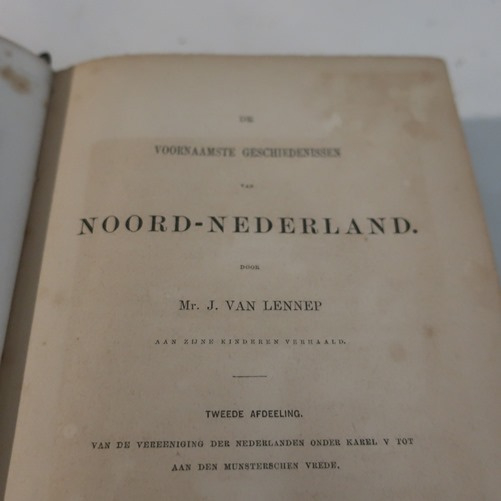 DE
VOORNAAMSTE GESCHIEDENISSEN
VAN
NOORD-NEDERLAND.
DOOR
Mr. J. VAN LENNEP
AAN ZIJNE KINDEREN VERHAALD.
TWEEDE AFDEELING.
VAN DE VEREENIGING DER NEDERLANDEN ONDER KAREL V TOT
AAN DEN MUNSTERSCHEN VREDE.